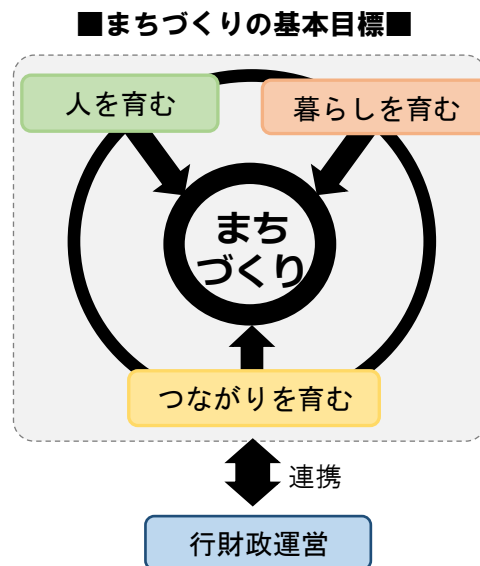 ■まちづくりの基本目標■
人を育む
暮らしを育む
まち
づくり
つながりを育む
連携
行財政運営